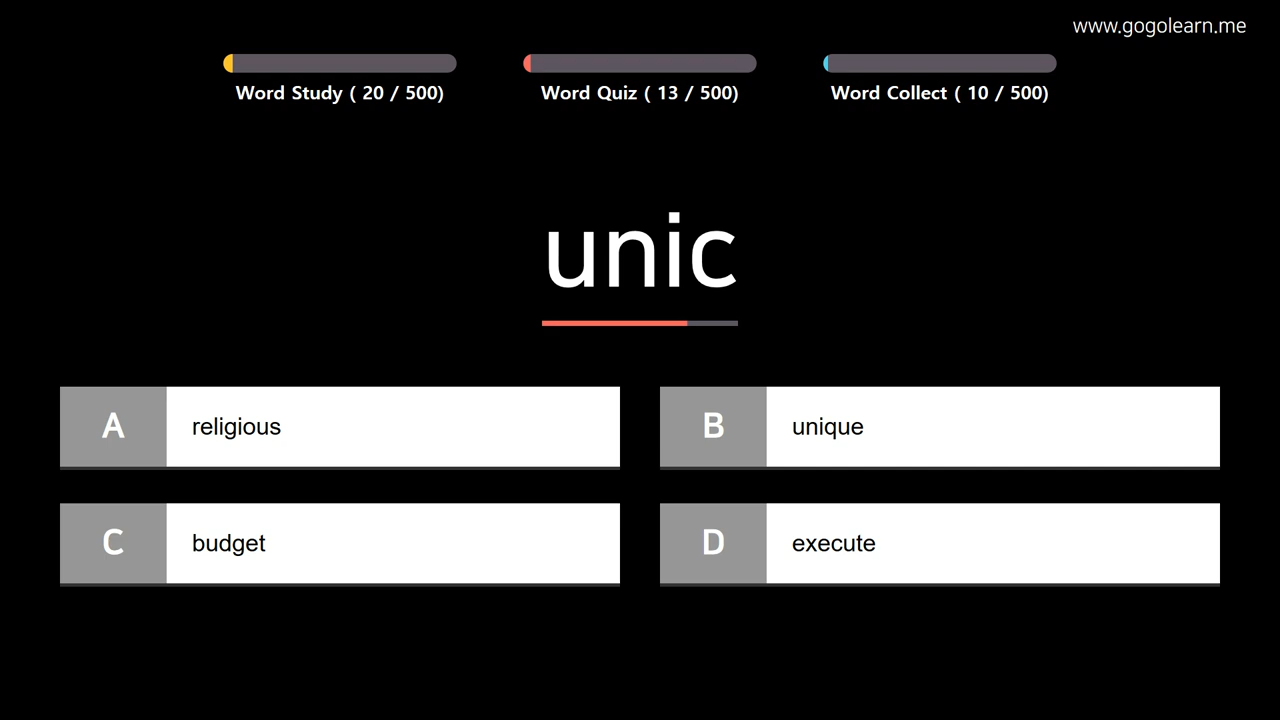 www.gogolearn.me
Word Study ( 20 / 500)
Word Quiz ( 13 / 500)
Word Collect ( 10 / 500)
unic
A religious
B unique
C budget
D execute